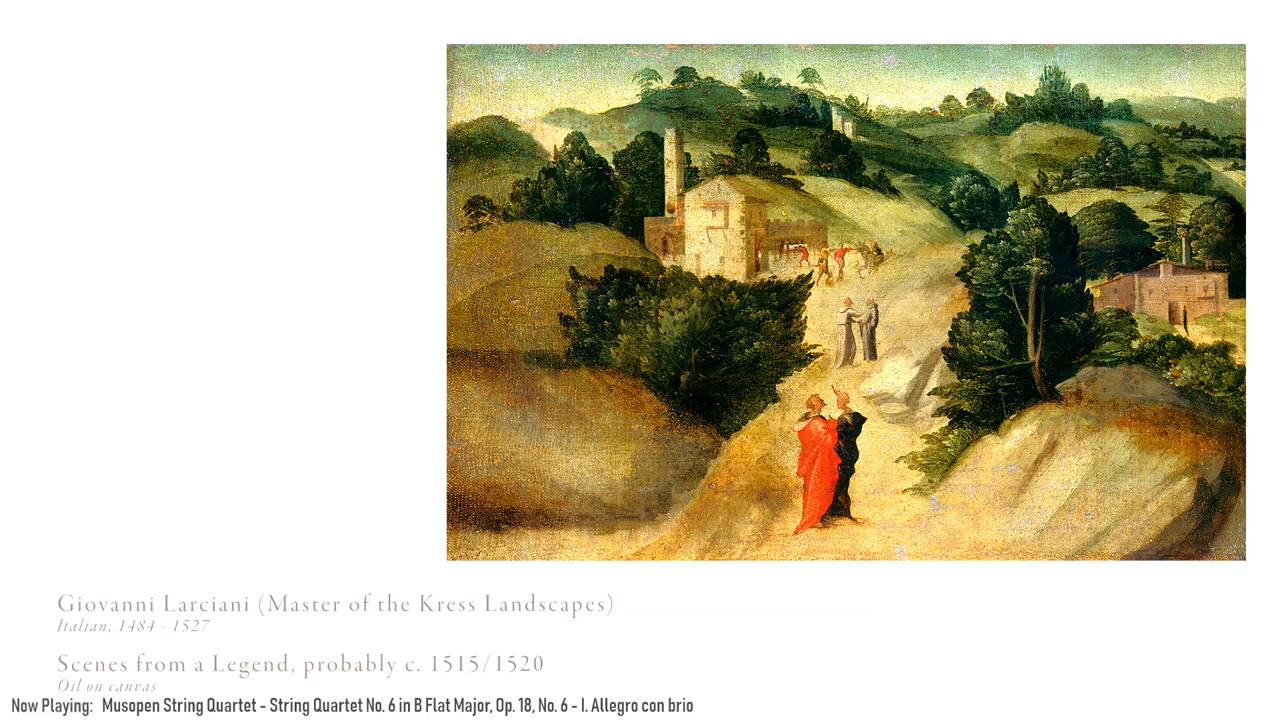 Giovanni Larciani (Master of the Kress Landscapes)
Italian, 1484 - 1527
Scenes from a Legend, probably c. 1515/1520
Oil on canvas
Now Playing: Musopen String Quartet - String Quartet No. 6 in B Flat Major, Op. 18, No. 6 - I. Allegro con brio